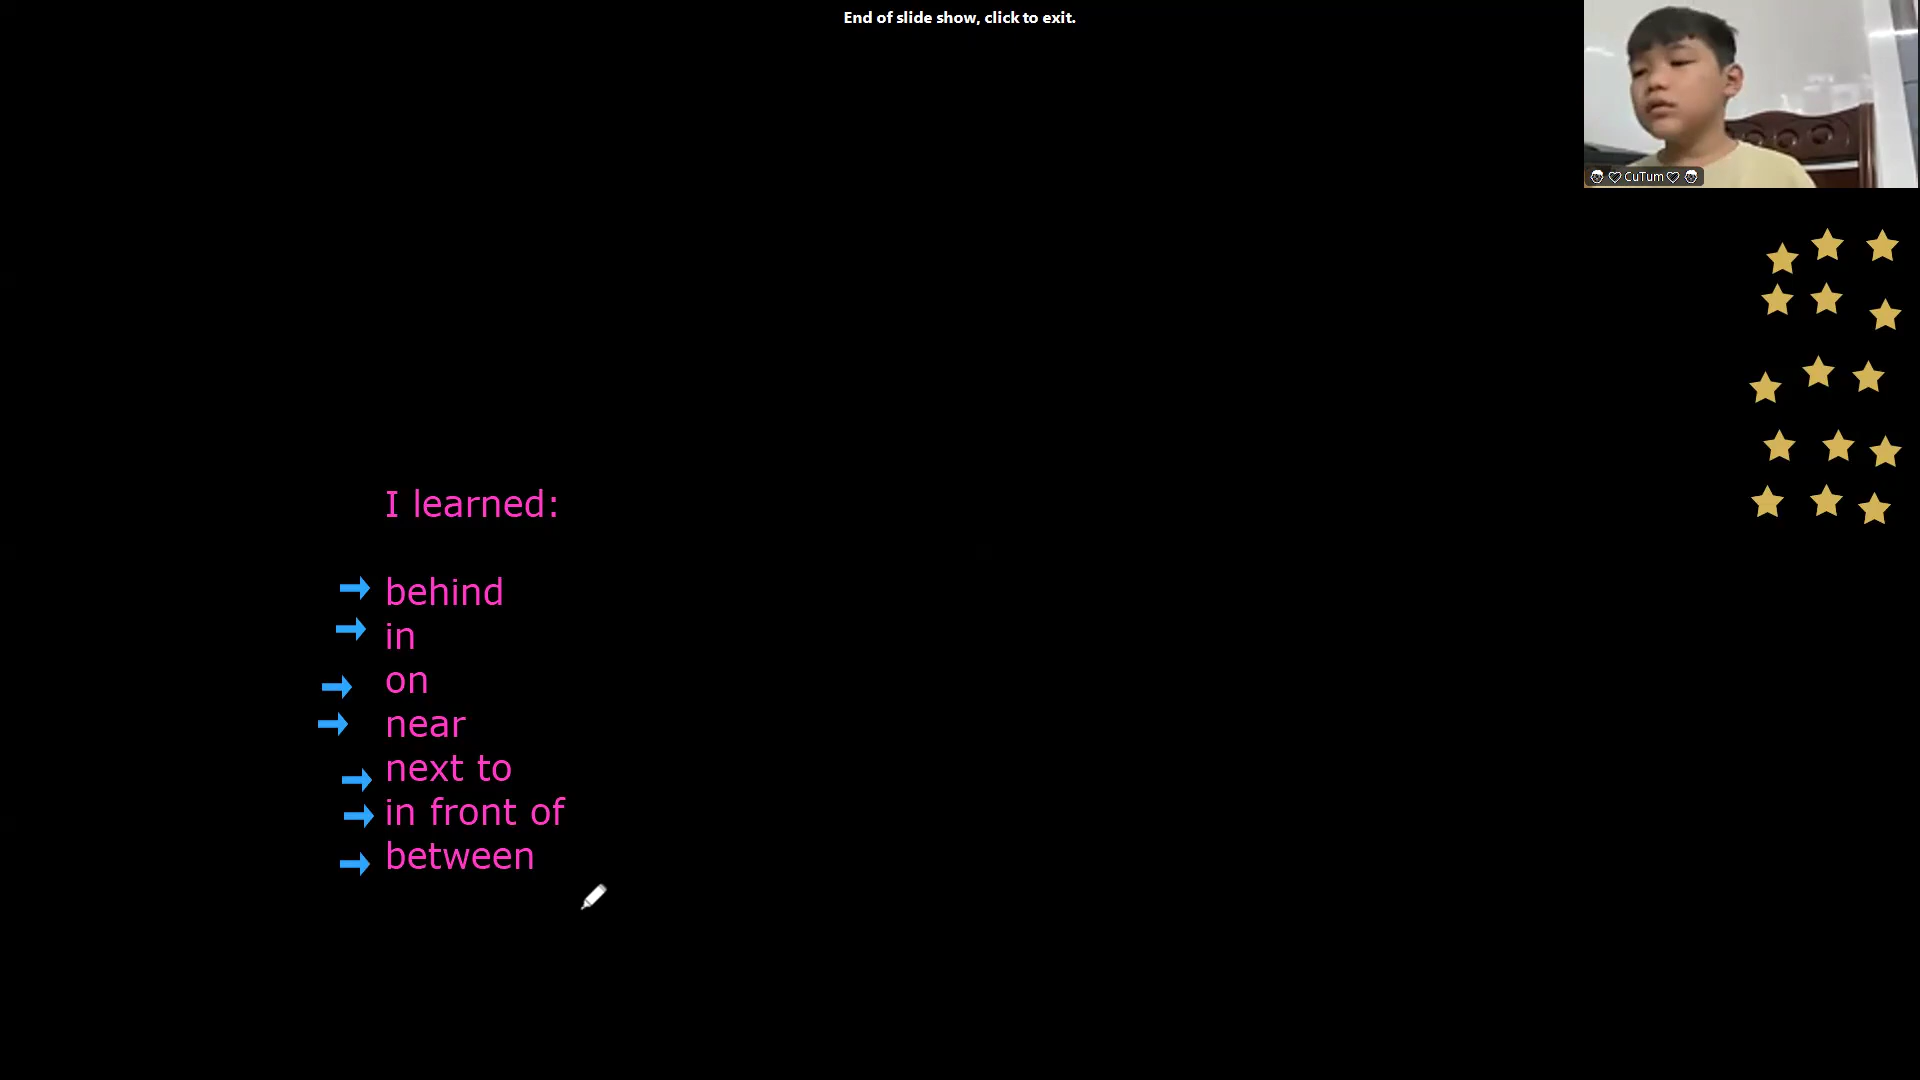 End of slide show, click to exit.
CuTum
I learned:
behind
in
on
near
next to
in front of
between